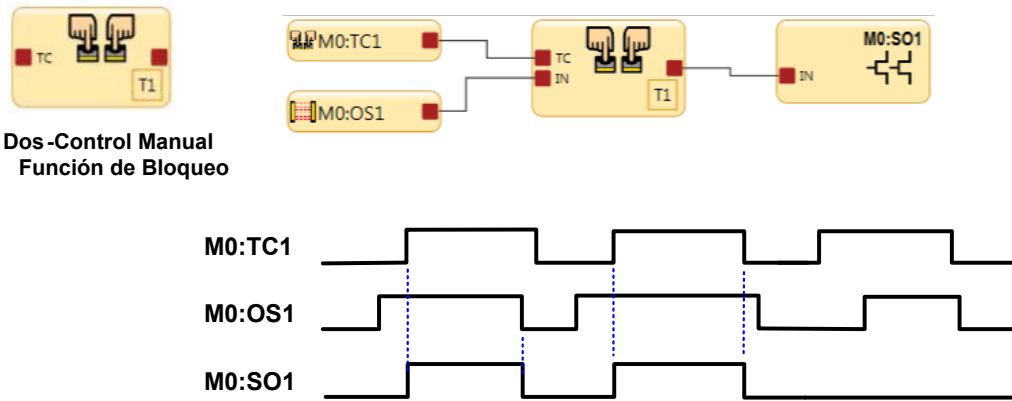 TC
T1
Dos-Control Manual
Función de Bloqueo
M0:TC1
M0:OS1
TC
IN
T1
M0:SO1
IN
M0:TC1
M0:OS1
M0:SO1